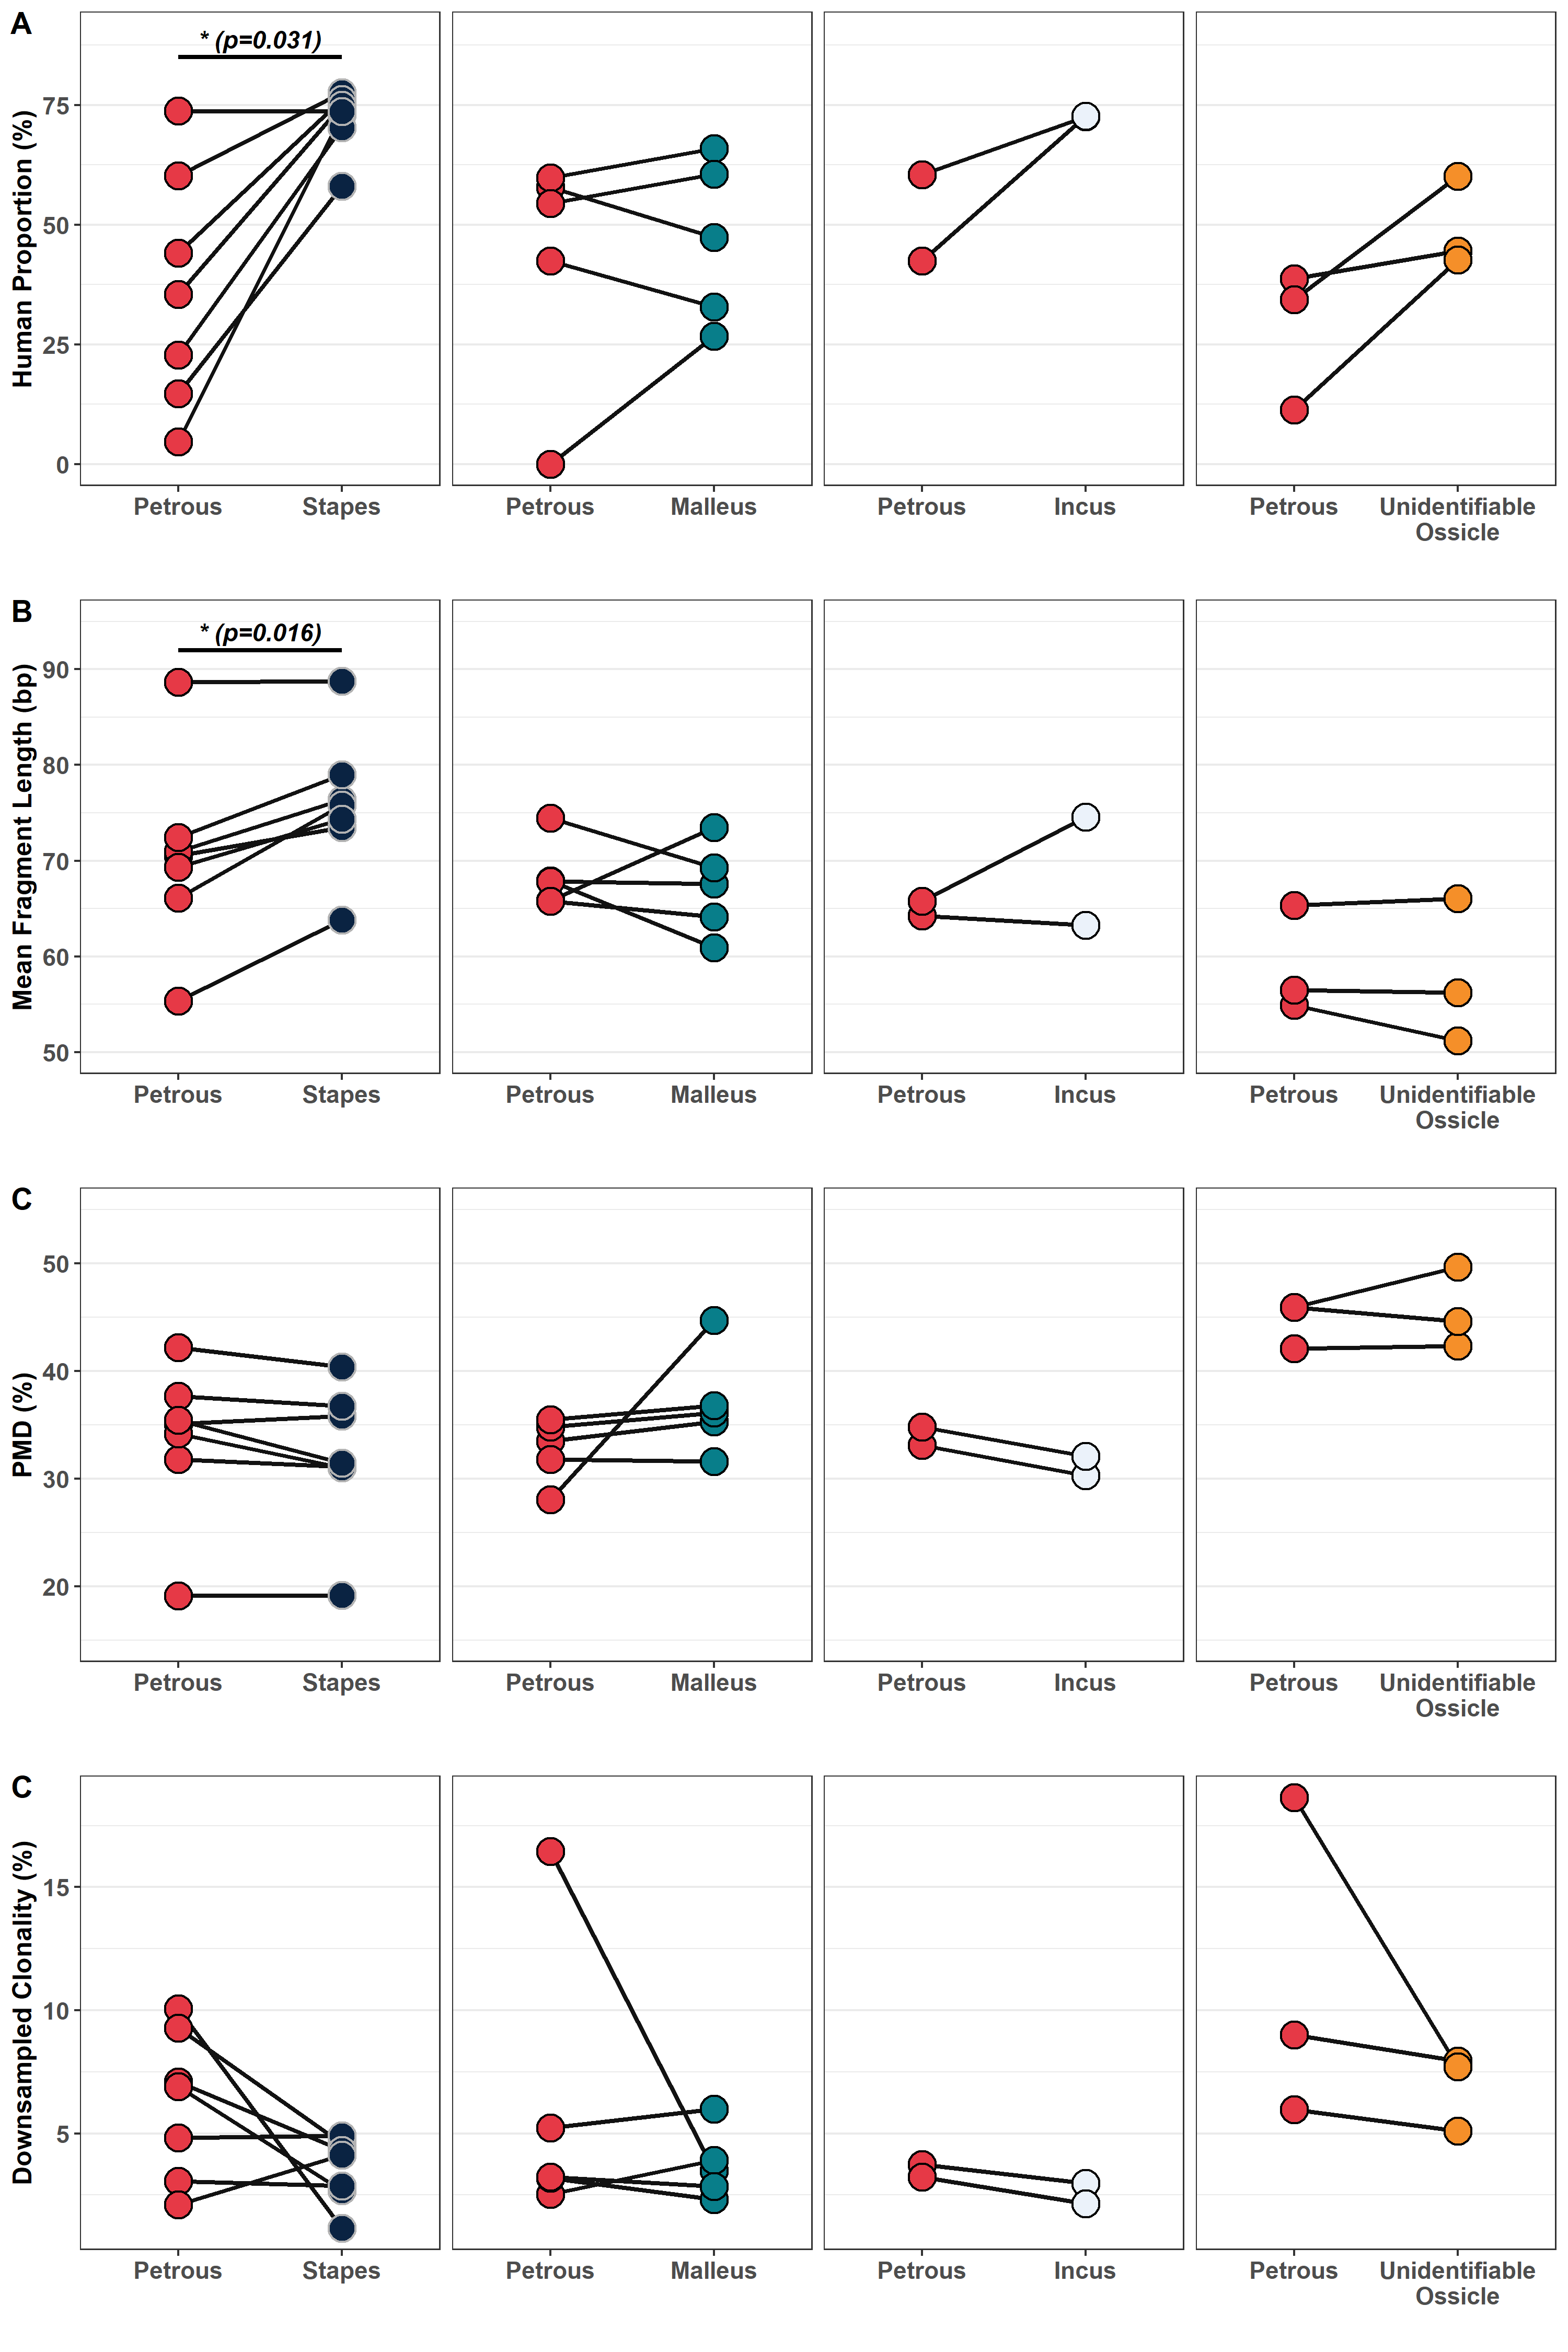 A
* (p=0.031)
Human Proportion (%)
75
50
25
0
Petrous Stapes Petrous Malleus Petrous Incus Petrous Unidentifiable
Ossicle
B
* (p=0.016)
Mean Fragment Length (bp)
90
80
70
60
50
Petrous Stapes Petrous Malleus Petrous Incus Petrous Unidentifiable
Ossicle
C
PMD (%)
50
40
30
20
Petrous Stapes Petrous Malleus Petrous Incus Petrous Unidentifiable
Ossicle
C
Downsampled Clonality (%)
15
10
5
Petrous Stapes Petrous Malleus Petrous Incus Petrous Unidentifiable
Ossicle